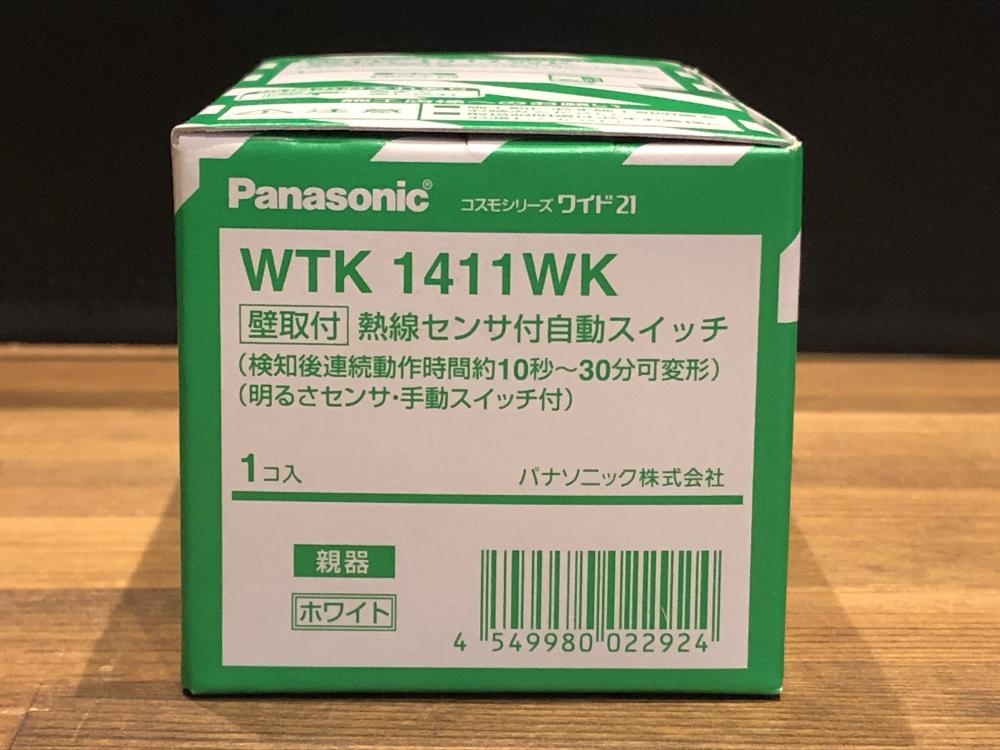 Panasonic® コスモシリーズ ワイド21
WTK 1411WK
壁取付 熱線センサ付自動スイッチ
(検知後連続動作時間約10秒～30分可変形)
(明るさセンサ・手動スイッチ付)
1コ入 パナソニック株式会社
親器
ホワイト
4 549980 022924